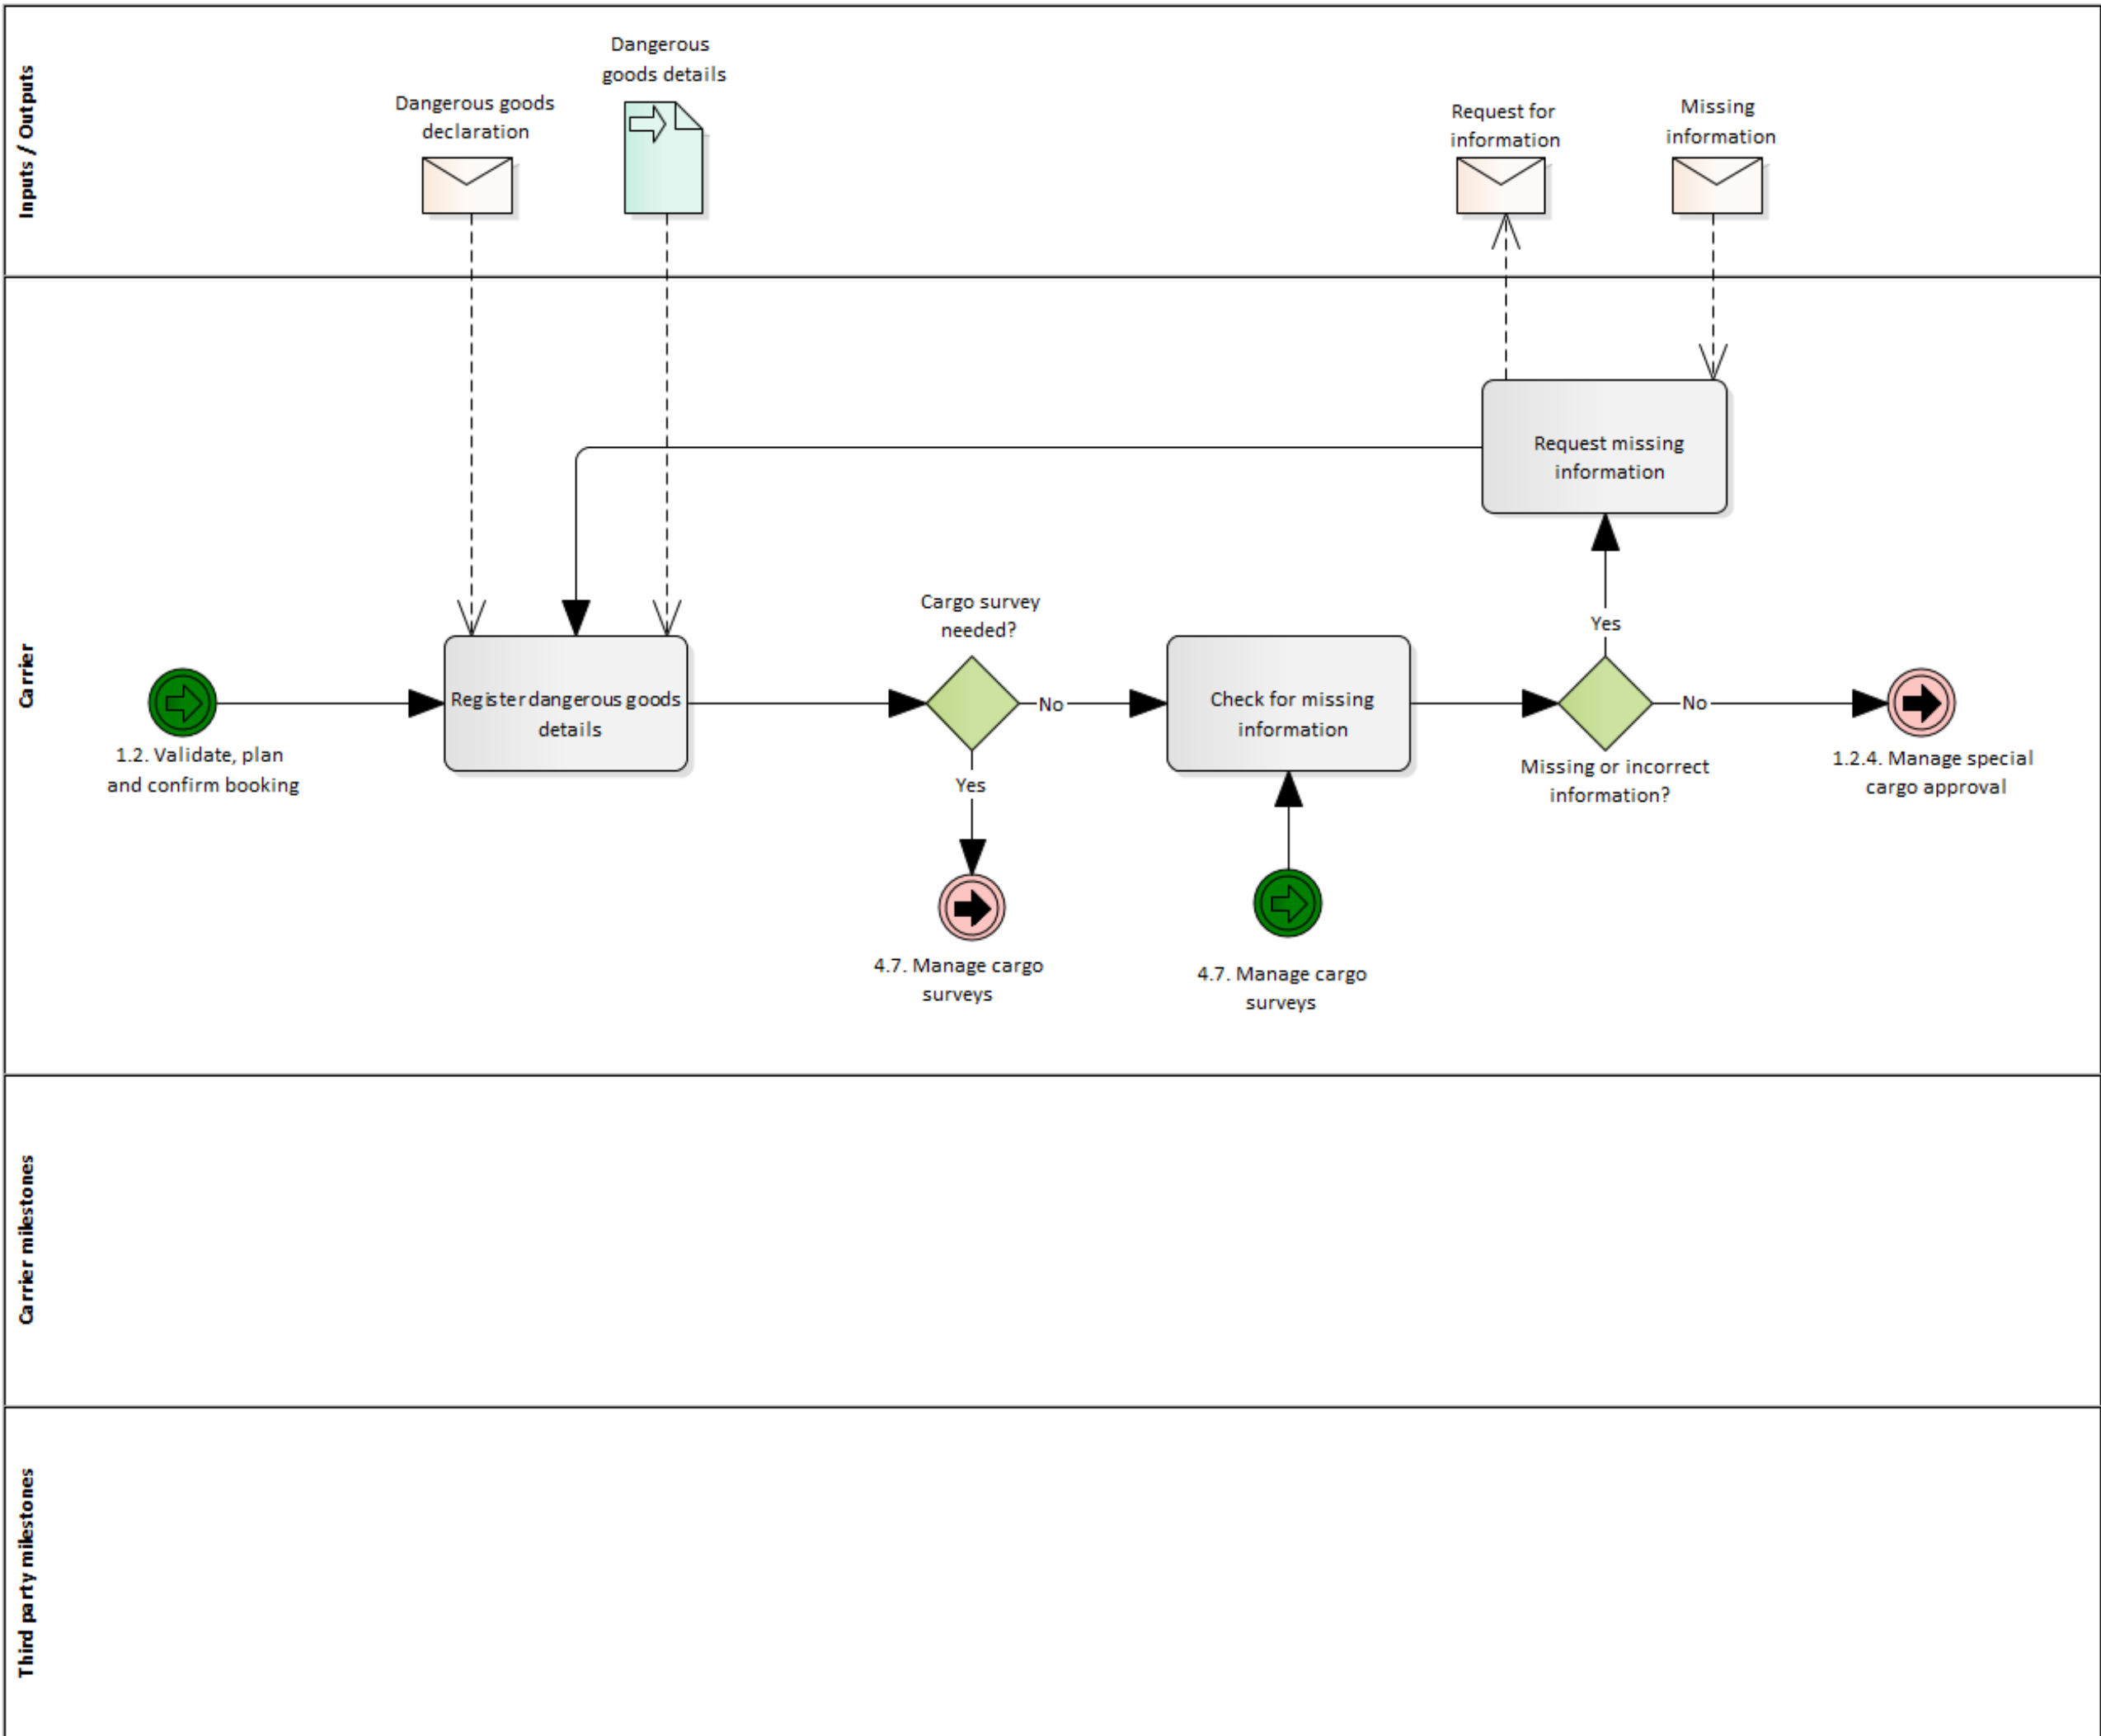 Inputs / Outputs
Dangerous goods
declaration
Dangerous
goods details
Request for
information
Missing
information
Carrier
Request missing
information
1.2. Validate, plan
and confirm booking
Register dangerous goods
details
Cargo survey
needed?
No
Yes
4.7. Manage cargo
surveys
Check for missing
information
4.7. Manage cargo
surveys
Yes
Missing or incorrect
information?
No
1.2.4. Manage special
cargo approval
Carrier milestones
Third party milestones